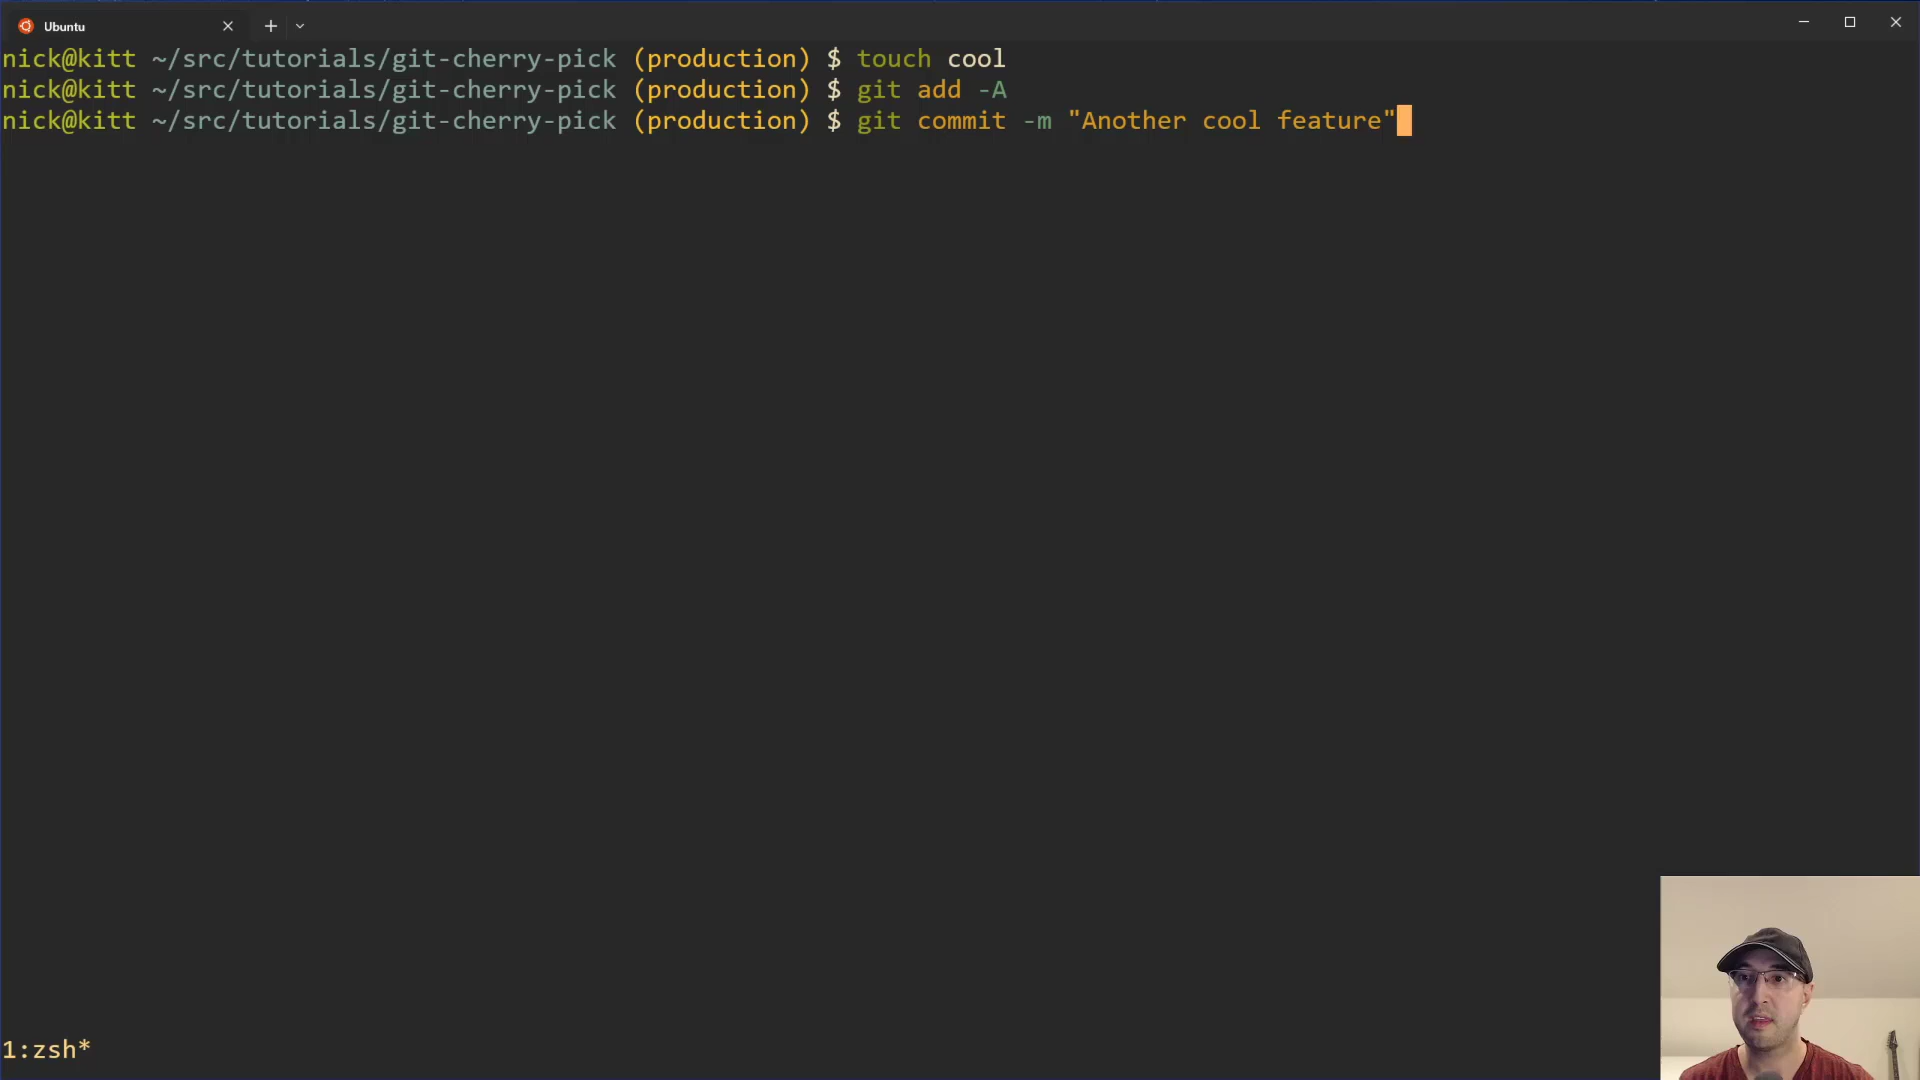 Ubuntu
nick@kitt ~/src/tutorials/git-cherry-pick (production) $ touch cool
nick@kitt ~/src/tutorials/git-cherry-pick (production) $ git add -A
nick@kitt ~/src/tutorials/git-cherry-pick (production) $ git commit -m "Another cool feature"
1:zsh*